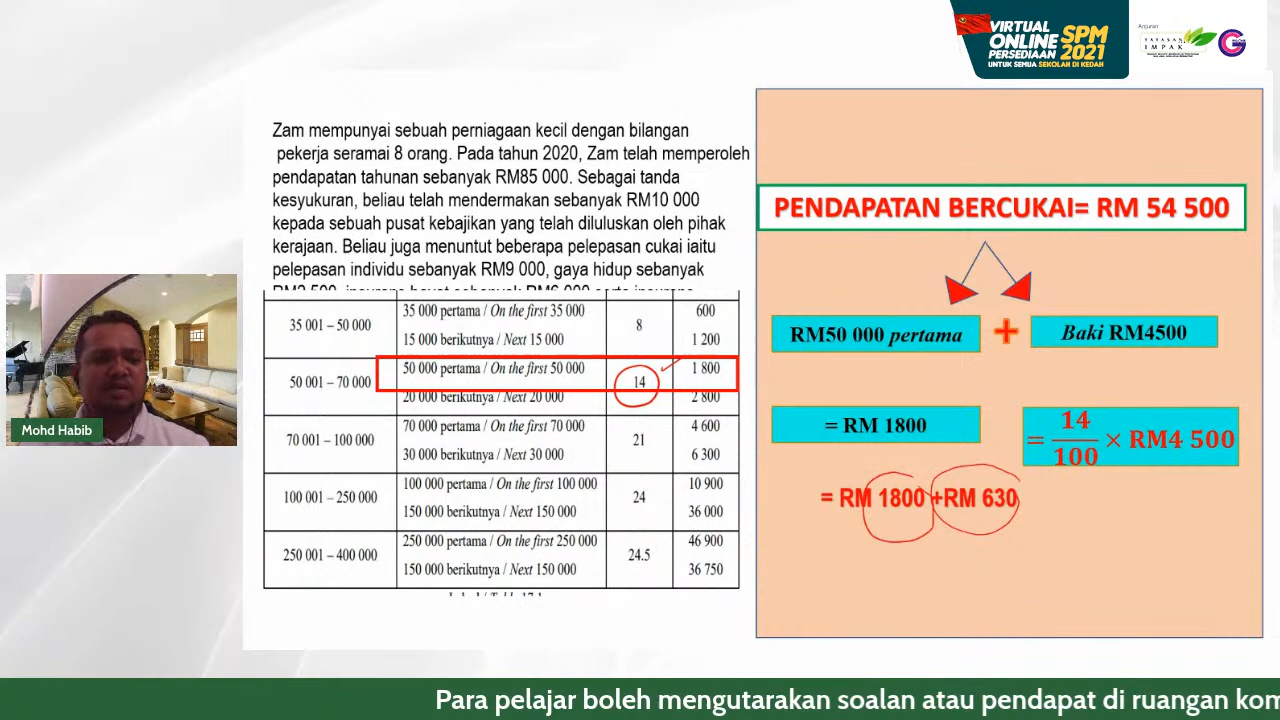 VIRTUAL
ONLINE
PERSEDIAAN
SPM
2021
UNTUK SEMUA SEKOLAH DI KEDAH
Anjuran
YAYASAN
IMPAK
G
Zam mempunyai sebuah perniagaan kecil dengan bilangan
pekerja seramai 8 orang. Pada tahun 2020, Zam telah memperoleh
pendapatan tahunan sebanyak RM85 000. Sebagai tanda
kesyukuran, beliau telah mendermakan sebanyak RM10 000
kepada sebuah pusat kebajikan yang telah diluluskan oleh pihak
kerajaan. Beliau juga menuntut beberapa pelepasan cukai iaitu
pelepasan individu sebanyak RM9 000, gaya hidup sebanyak
35 001 – 50 000 35 000 pertama / On the first 35 000 8 600
15 000 berikutnya / Next 15 000 1 200
50 001 – 70 000 50 000 pertama / On the first 50 000 14 1 800
20 000 berikutnya / Next 20 000 2 800
70 001 – 100 000 70 000 pertama / On the first 70 000 21 4 600
30 000 berikutnya / Next 30 000 6 300
100 001 – 250 000 100 000 pertama / On the first 100 000 24 10 900
150 000 berikutnya / Next 150 000 36 000
250 001 – 400 000 250 000 pertama / On the first 250 000 24.5 46 900
150 000 berikutnya / Next 150 000 36 750
PENDAPATAN BERCUKAI= RM 54 500
RM50 000 pertama + Baki RM4500
= RM 1800
= 14/100 × RM4 500
= RM 1800 +RM 630
Mohd Habib
Para pelajar boleh mengutarakan soalan atau pendapat di ruangan kom